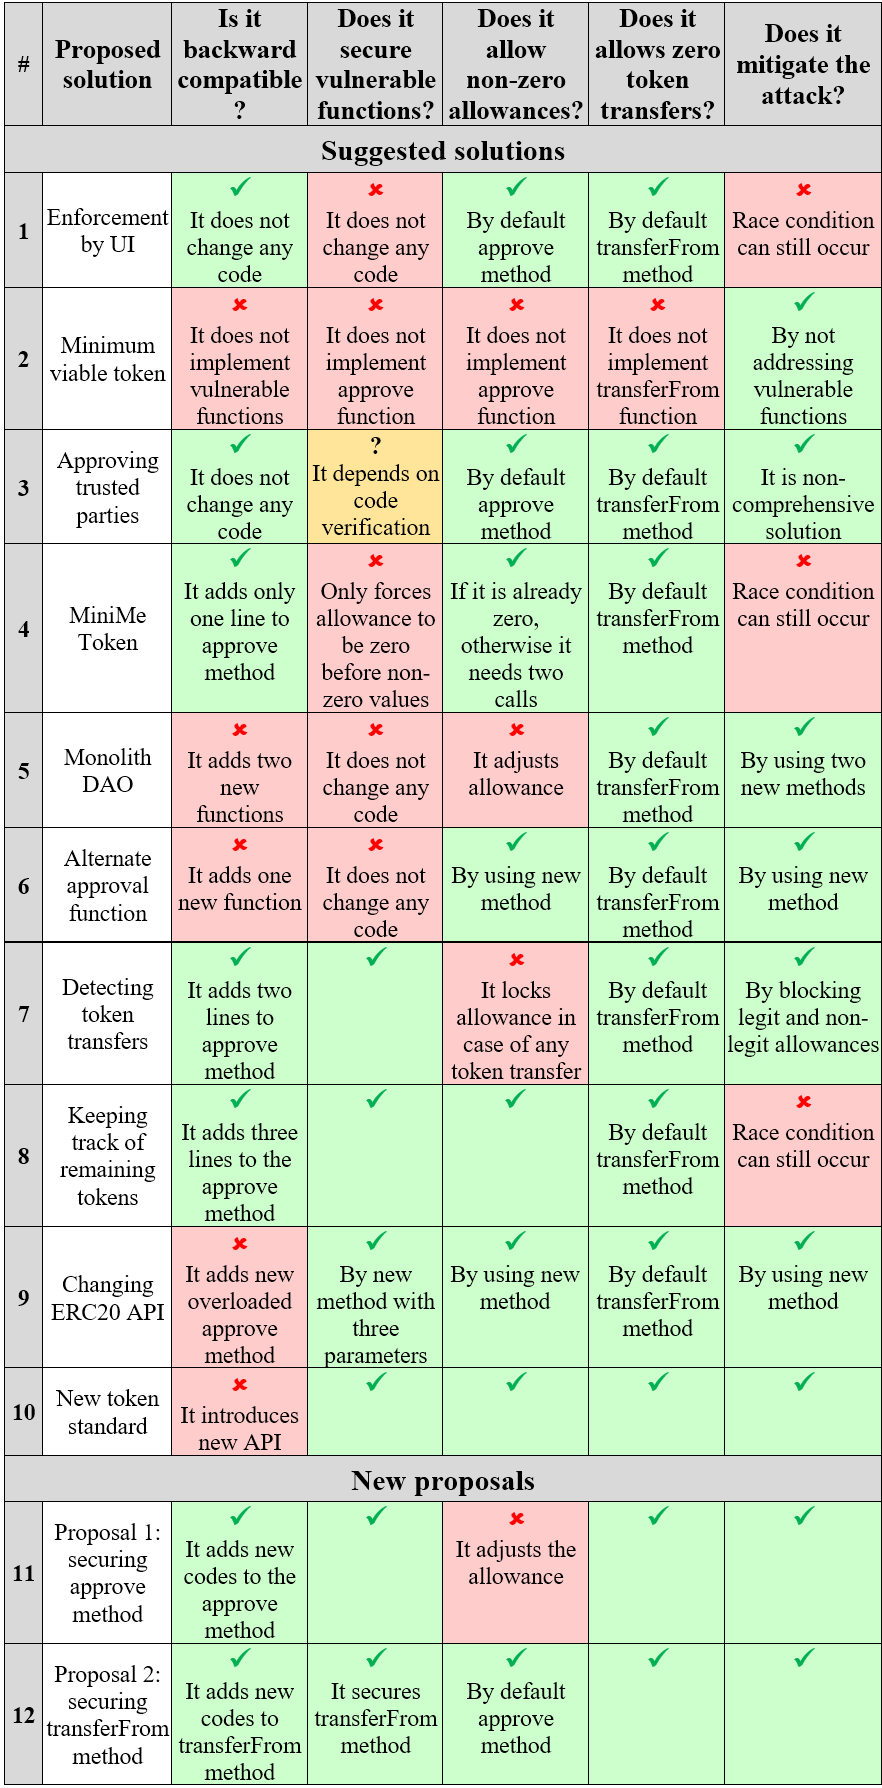 #
Proposed
solution
Is it
backward
compatible
?
Does it
secure
vulnerable
functions?
Does it
allow
non-zero
allowances?
Does it
allows zero
token
transfers?
Does it
mitigate the
attack?
Suggested solutions
1
Enforcement
by UI
✓
It does not
change any
code
✗
It does not
change any
code
✓
By default
approve
method
✓
By default
transferFrom
method
✗
Race condition
can still occur
2
Minimum
viable token
✗
It does not
implement
vulnerable
functions
✗
It does not
implement
approve
function
✗
It does not
implement
approve
function
✗
It does not
implement
transferFrom
function
✓
By not
addressing
vulnerable
functions
3
Approving
trusted
parties
✓
It does not
change any
code
?
It depends on
code
verification
✓
By default
approve
method
✓
By default
transferFrom
method
✓
It is non-
comprehensive
solution
4
MiniMe
Token
✓
It adds only
one line to
approve
method
✗
Only forces
allowance to
be zero
before non-
zero values
✓
If it is already
zero,
otherwise it
needs two
calls
✓
By default
transferFrom
method
✗
Race condition
can still occur
5
Monolith
DAO
✗
It adds two
new
functions
✗
It does not
change any
code
✗
It adjusts
allowance
✓
By default
transferFrom
method
✓
By using two
new methods
6
Alternate
approval
function
✗
It adds one
new function
✗
It does not
change any
code
✓
By using new
method
✓
By default
transferFrom
method
✓
By using new
method
7
Detecting
token
transfers
✓
It adds two
lines to
approve
method
✓
✗
It locks
allowance in
case of any
token transfer
✓
By default
transferFrom
method
✓
By blocking
legit and non-
legit allowances
8
Keeping
track of
remaining
tokens
✓
It adds three
lines to the
approve
method
✓
✓
✓
By default
transferFrom
method
✗
Race condition
can still occur
9
Changing
ERC20 API
✗
It adds new
overloaded
approve
method
✓
By new
method with
three
parameters
✓
By using new
method
✓
By default
transferFrom
method
✓
By using new
method
10
New token
standard
✗
It introduces
new API
✓
✓
✓
✓
New proposals
11
Proposal 1:
securing
approve
method
✓
It adds new
codes to the
approve
method
✓
✗
It adjusts the
allowance
✓
✓
12
Proposal 2:
securing
transferFrom
method
✓
It adds new
codes to
transferFrom
method
✓
It secures
transferFrom
method
✓
By default
approve
method
✓
✓